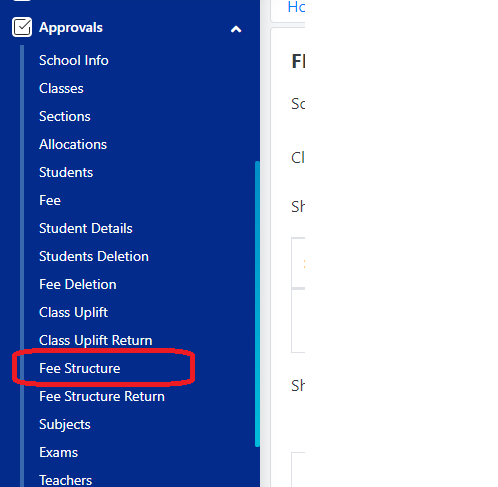 Approvals
School Info
Classes
Sections
Allocations
Students
Fee
Student Details
Students Deletion
Fee Deletion
Class Uplift
Class Uplift Return
Fee Structure
Fee Structure Return
Subjects
Exams
Teachers
Ho
Sc
Cl
Sh
Sh